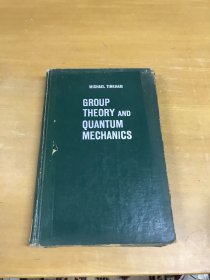 MICHAEL TINKHAM
GROUP
THEORY AND
QUANTUM
MECHANICS